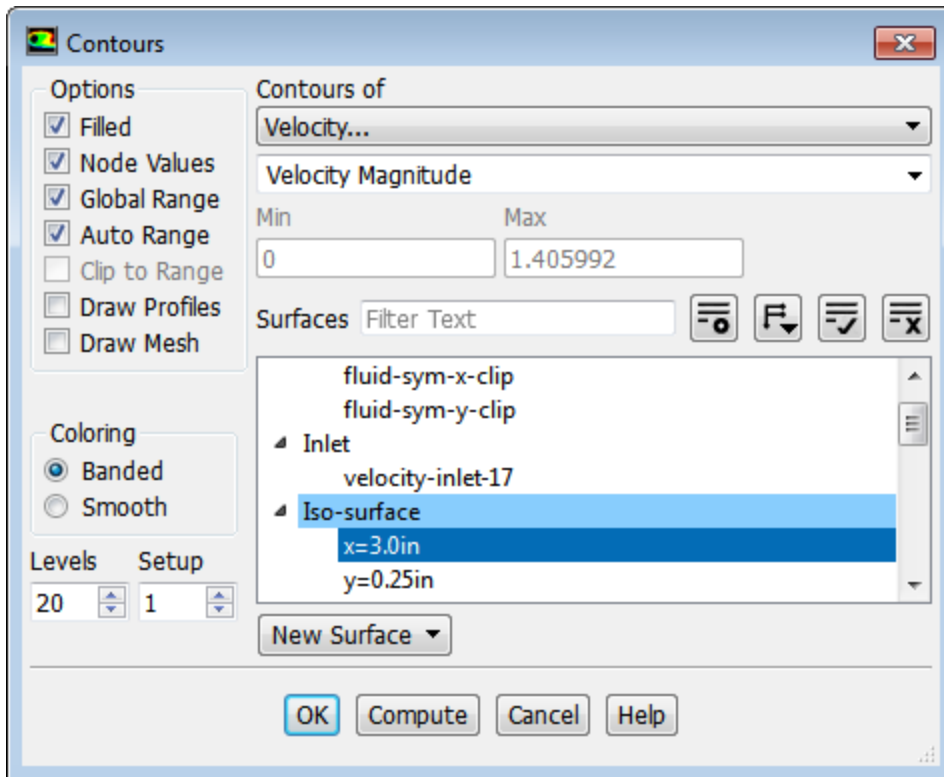 Contours
Options
Filled
Node Values
Global Range
Auto Range
Clip to Range
Draw Profiles
Draw Mesh
Coloring
Banded
Smooth
Levels Setup
20 1
Contours of
Velocity...
Velocity Magnitude
Min Max
0 1.405992
Surfaces Filter Text
fluid-sym-x-clip
fluid-sym-y-clip
Inlet
velocity-inlet-17
Iso-surface
x=3.0in
y=0.25in
New Surface
OK Compute Cancel Help